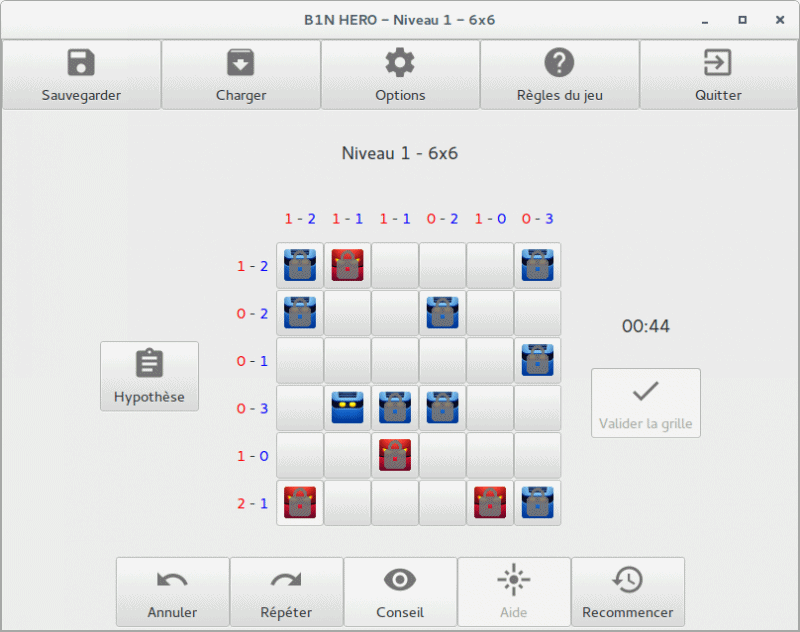 B1N HERO – Niveau 1 – 6x6
Sauvegarder Charger Options Règles du jeu Quitter
Niveau 1 - 6x6
1 - 2 1 - 1 1 - 1 0 - 2 1 - 0 0 - 3
1 - 2
0 - 2
00:44
0 - 1
Hypothèse
0 - 3
Valider la grille
1 - 0
2 - 1
Annuler Répéter Conseil Aide Recommencer